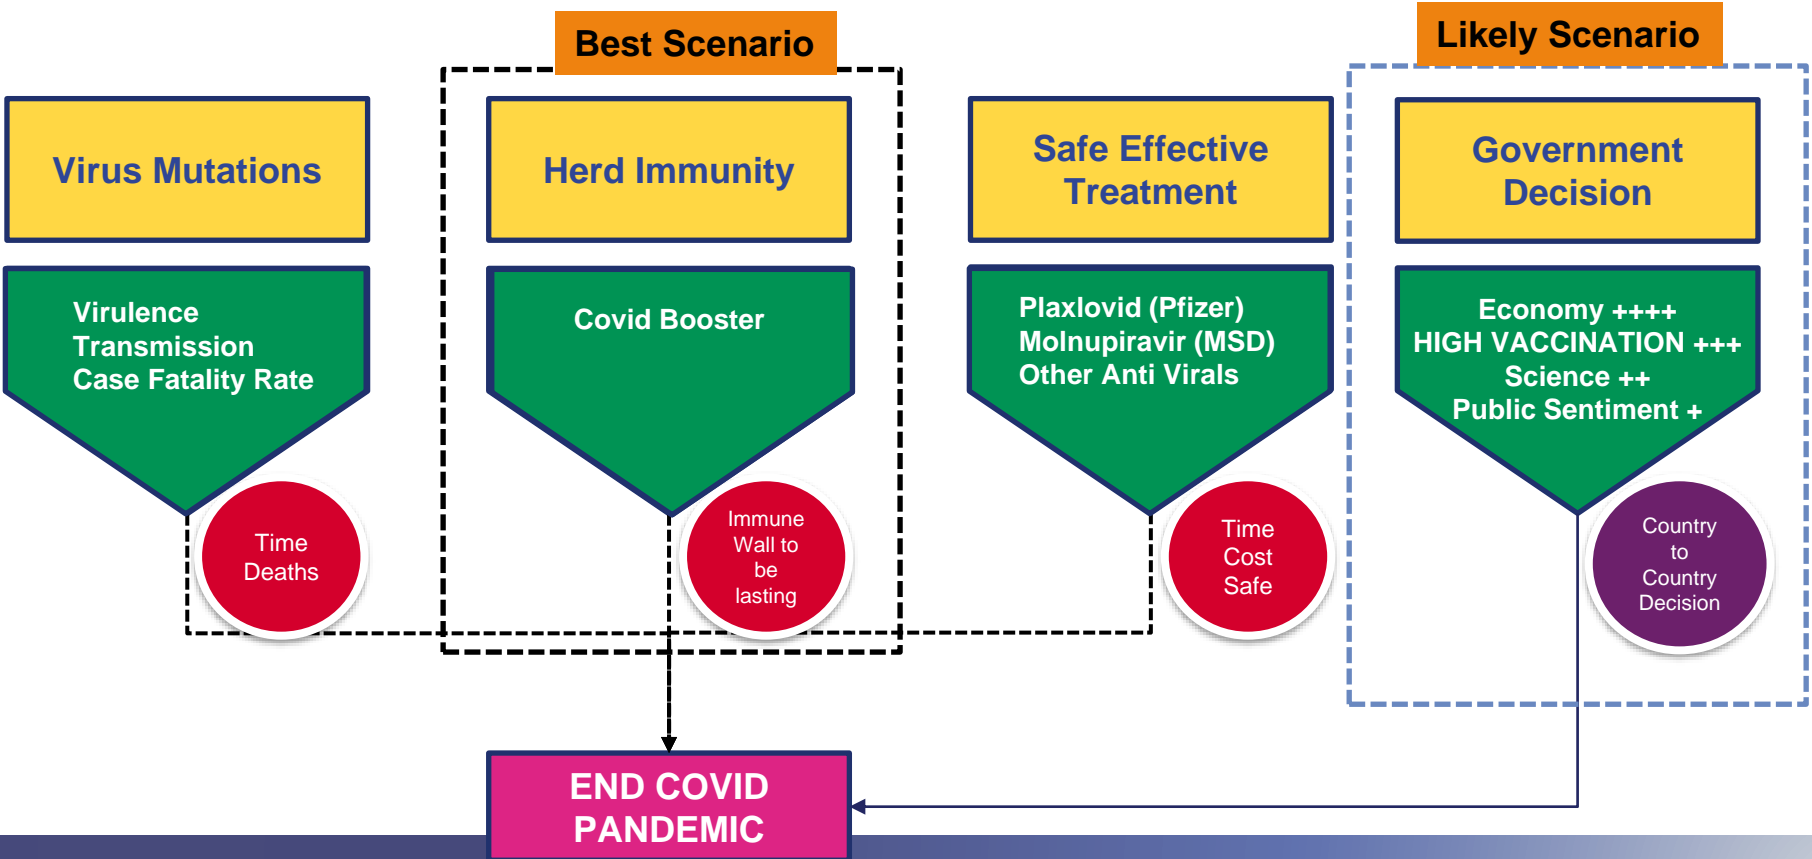 Best Scenario
Likely Scenario
Virus Mutations
Herd Immunity
Safe Effective
Treatment
Government
Decision
Virulence
Transmission
Case Fatality Rate
Covid Booster
Plaxlovid (Pfizer)
Molnupiravir (MSD)
Other Anti Virals
Economy ++++
HIGH VACCINATION +++
Science ++
Public Sentiment +
Time
Deaths
Immune
Wall to
be
lasting
Time
Cost
Safe
Country
to
Country
Decision
END COVID
PANDEMIC